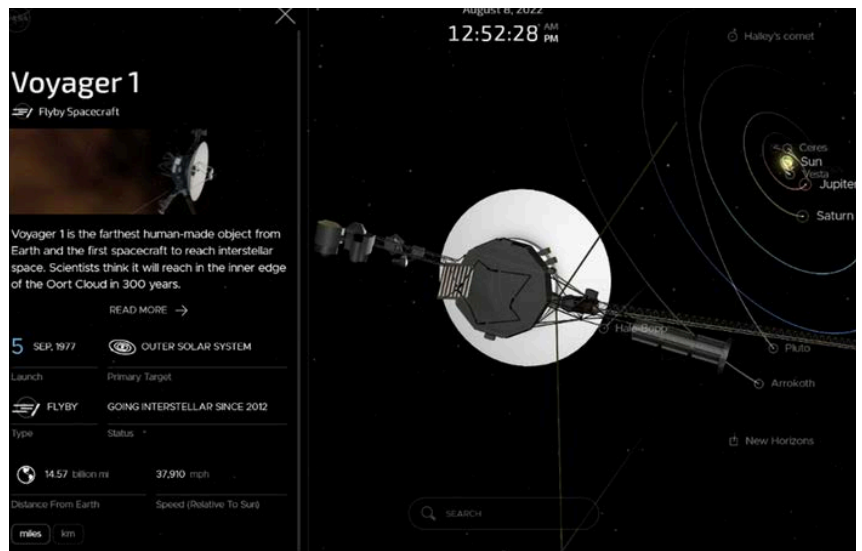 August 8, 2022
12:52:28 AM
PM
Voyager 1
Flyby Spacecraft
Voyager 1 is the farthest human-made object from
Earth and the first spacecraft to reach interstellar
space. Scientists think it will reach in the inner edge
of the Oort Cloud in 300 years.
READ MORE
5 SEP, 1977
OUTER SOLAR SYSTEM
Launch
Primary Target
FLYBY
GOING INTERSTELLAR SINCE 2012
Type
Status
14.57 billion mi
37,910 mph
Distance From Earth
Speed (Relative To Sun)
miles
km
Halley's comet
Ceres
Sun
Vesta
Jupiter
Saturn
Hale-Bopp
Pluto
Arrokoth
New Horizons
SEARCH